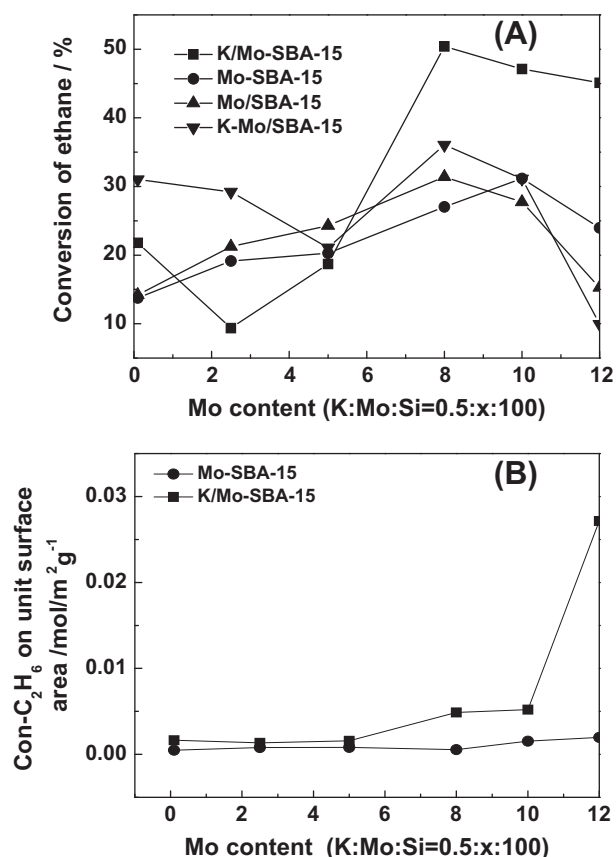 (A)
K/Mo-SBA-15
Mo-SBA-15
Mo/SBA-15
K-Mo/SBA-15
Conversion of ethane / %
50
40
30
20
10
0 2 4 6 8 10 12
Mo content (K:Mo:Si=0.5:x:100)
(B)
Mo-SBA-15
K/Mo-SBA-15
Con-C₂H₆ on unit surface
area /mol/m²g⁻¹
0.03
0.02
0.01
0.00
0 2 4 6 8 10 12
Mo content (K:Mo:Si=0.5:x:100)